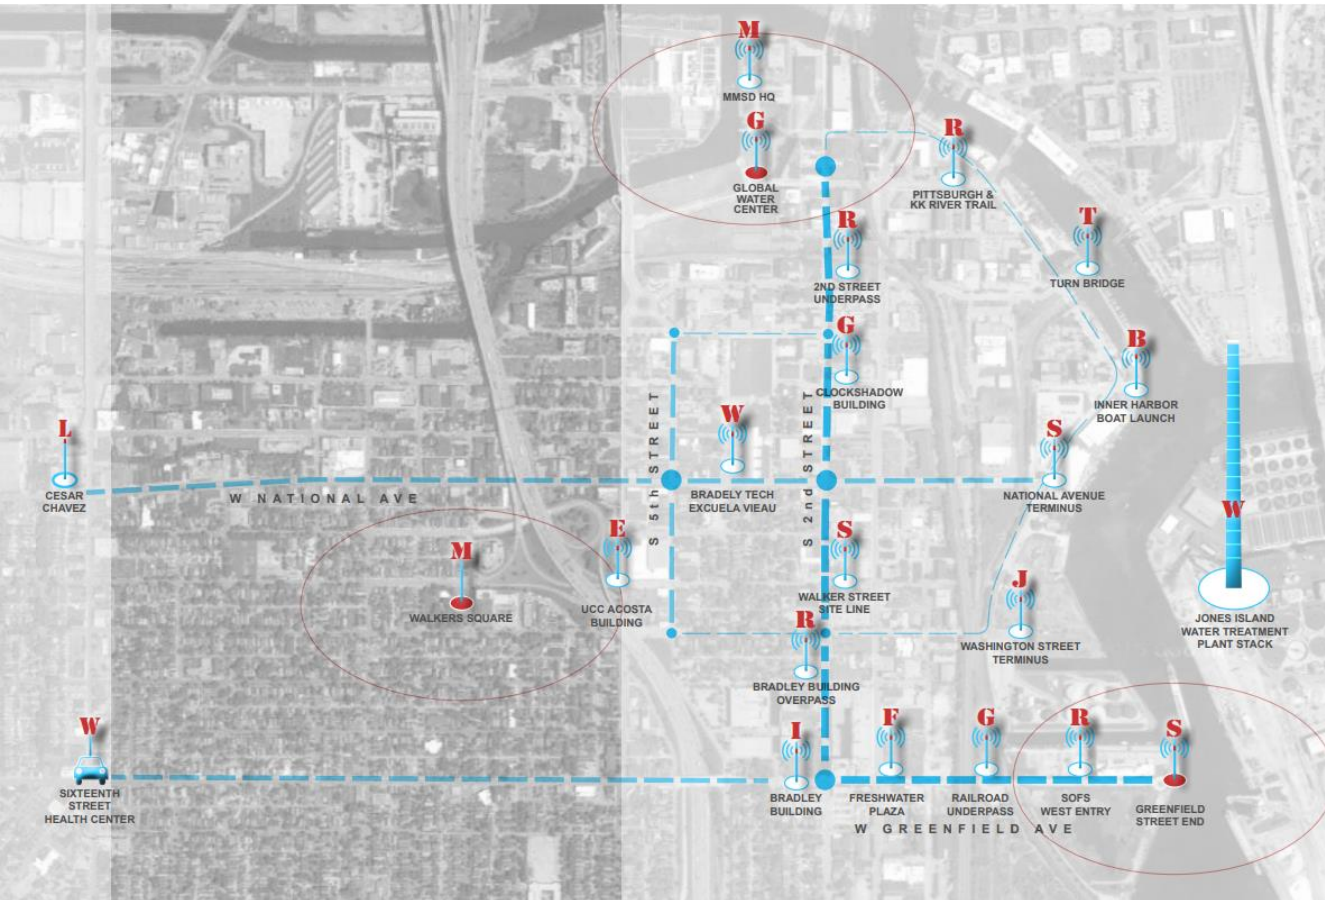 M
MMSD HQ
G
GLOBAL
WATER
CENTER
R
PITTSBURGH &
KK RIVER TRAIL
R
2ND STREET
UNDERPASS
T
TURN BRIDGE
G
CLOCKSHADOW
BUILDING
B
INNER HARBOR
BOAT LAUNCH
L
CESAR
CHAVEZ
W NATIONAL AVE
S 5th STREET
W
BRADELY TECH
EXCUELA VIEAU
S 2nd STREET
S
NATIONAL AVENUE
TERMINUS
W
JONES ISLAND
WATER TREATMENT
PLANT STACK
M
WALKERS SQUARE
E
UCC ACOSTA
BUILDING
S
WALKER STREET
SITE LINE
J
WASHINGTON STREET
TERMINUS
R
BRADLEY BUILDING
OVERPASS
W
SIXTEENTH
STREET
HEALTH CENTER
I
BRADLEY
BUILDING
F
FRESHWATER
PLAZA
G
RAILROAD
UNDERPASS
R
SOFS
WEST ENTRY
S
GREENFIELD
STREET END
W GREENFIELD AVE